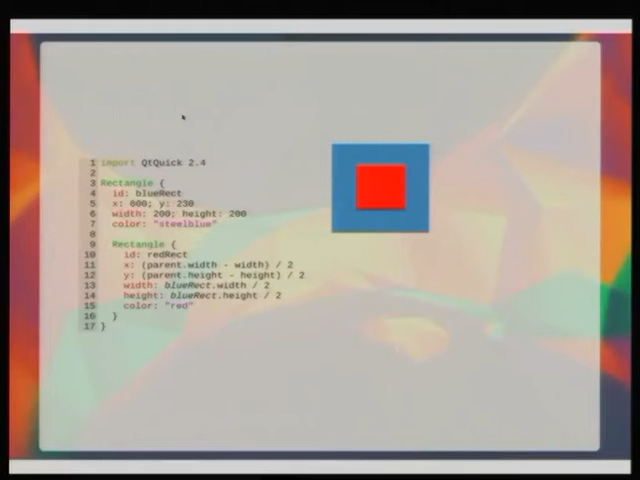 1 import QtQuick 2.4
2
3 Rectangle {
4 id: blueRect
5 x: 600; y: 230
6 width: 200; height: 200
7 color: "steelblue"
8
9 Rectangle {
10 id: redRect
11 x: (parent.width - width) / 2
12 y: (parent.height - height) / 2
13 width: blueRect.width / 2
14 height: blueRect.height / 2
15 color: "red"
16 }
17 }